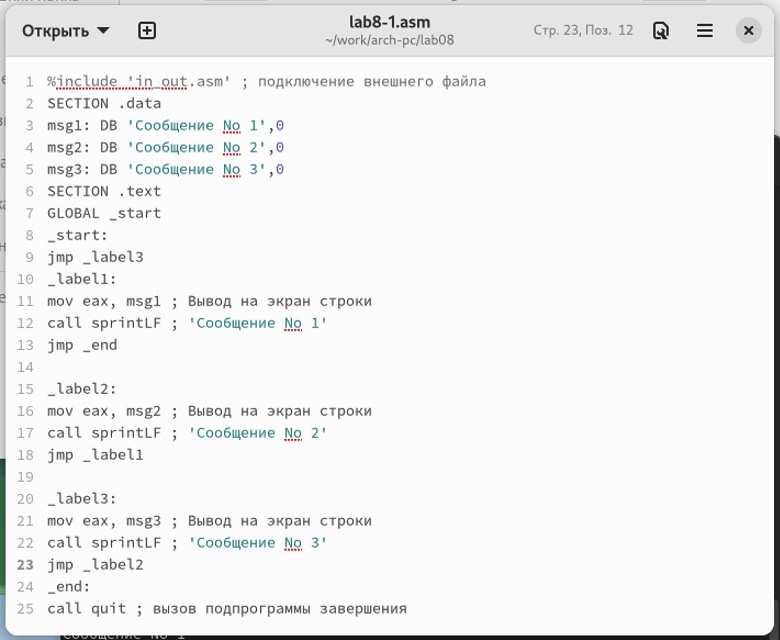 Открыть
lab8-1.asm
~/work/arch-pc/lab08
Стр. 23, Поз. 12
1 %include 'in_out.asm' ; подключение внешнего файла
2 SECTION .data
3 msg1: DB 'Сообщение No 1',0
4 msg2: DB 'Сообщение No 2',0
5 msg3: DB 'Сообщение No 3',0
6 SECTION .text
7 GLOBAL _start
8 _start:
9 jmp _label3
10 _label1:
11 mov eax, msg1 ; Вывод на экран строки
12 call sprintLF ; 'Сообщение No 1'
13 jmp _end
14
15 _label2:
16 mov eax, msg2 ; Вывод на экран строки
17 call sprintLF ; 'Сообщение No 2'
18 jmp _label1
19
20 _label3:
21 mov eax, msg3 ; Вывод на экран строки
22 call sprintLF ; 'Сообщение No 3'
23 jmp _label2
24 _end:
25 call quit ; вызов подпрограммы завершения